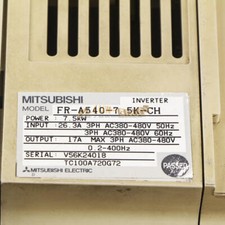 MITSUBISHI INVERTER
MODEL FR-A540-7.5K-CH
POWER : 7.5KW
INPUT : 26.3A 3PH AC380-480V 50Hz
3PH AC380-480V 60Hz
OUTPUT : 17A 3PH MAX AC380-480V
0.2-400Hz
SERIAL : V56K24018
TC100A720G72
MITSUBISHI ELECTRIC
PASSED